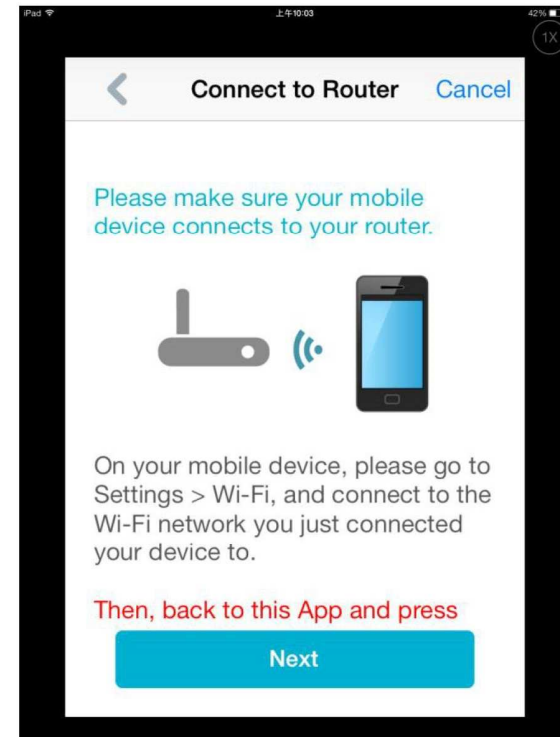 iPad 上午10:03 42%
1X
Connect to Router Cancel
Please make sure your mobile
device connects to your router.
On your mobile device, please go to
Settings > Wi-Fi, and connect to the
Wi-Fi network you just connected
your device to.
Then, back to this App and press
Next